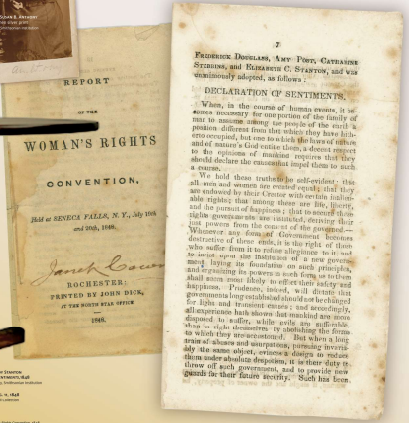 SUSAN B. ANTHONY
REPORT
OF THE
WOMAN'S RIGHTS
CONVENTION,
Held at SENECA FALLS, N. Y., July 19th
and 20th, 1848.
ROCHESTER:
PRINTED BY JOHN DICK,
AT THE NORTH STAR OFFICE
1848.
7
FREDERICK DOUGLASS, AMY POST, CATHARINE
STEBBINS, and ELIZABETH C. STANTON, and was
unanimously adopted, as follows:
DECLARATION OF SENTIMENTS.
When, in the course of human events, it be-
comes necessary for one portion of the family of
man to assume among the people of the earth a
position different from that which they have hith-
erto occupied, but one to which the laws of nature
and of nature's God entitle them, a decent respect
to the opinions of mankind requires that they
should declare the causes that impel them to such
a course.
We hold these truths to be self-evident: that
all men and women are created equal; that they
are endowed by their Creator with certain inalien-
able rights; that among these are life, liberty,
and the pursuit of happiness; that to secure these
rights governments are instituted, deriving their
just powers from the consent of the governed.—
Whenever any form of Government becomes
destructive of these ends, it is the right of those
who suffer from it to refuse allegiance to it, and
to insist upon the institution of a new govern-
ment, laying its foundation on such principles,
and organizing its powers in such form as to them
shall seem most likely to effect their safety and
happiness. Prudence, indeed, will dictate that
governments long established should not be changed
for light and transient causes; and accordingly,
all experience hath shown that mankind are more
disposed to suffer, while evils are sufferable,
than to right themselves, by abolishing the forms
to which they are accustomed. But when a long
train of abuses and usurpations, pursuing invaria-
bly the same object, evinces a design to reduce
them under absolute despotism, it is their duty to
throw off such government, and to provide new
guards for their future security. Such has been